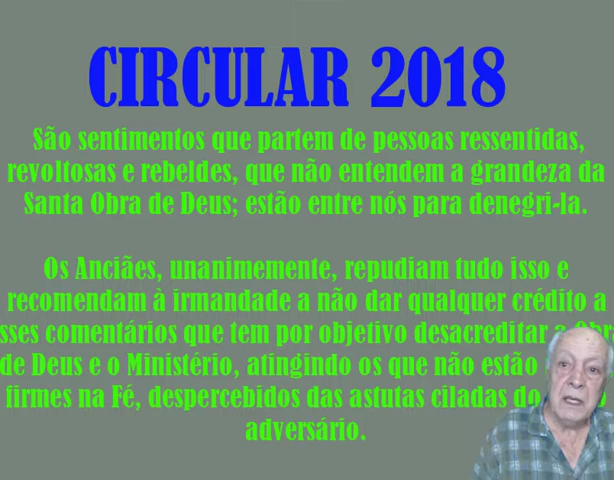 CIRCULAR 2018
São sentimentos que partem de pessoas ressentidas,
revoltosas e rebeldes, que não entendem a grandeza da
Santa Obra de Deus; estão entre nós para denegri-la.
Os Anciães, unanimemente, repudiam tudo isso e
recomendam à irmandade a não dar qualquer crédito a
sses comentários que tem por objetivo desacreditar a
de Deus e o Ministério, atingindo os que não estão
firmes na Fé, despercebidos das astutas ciladas do
adversário.